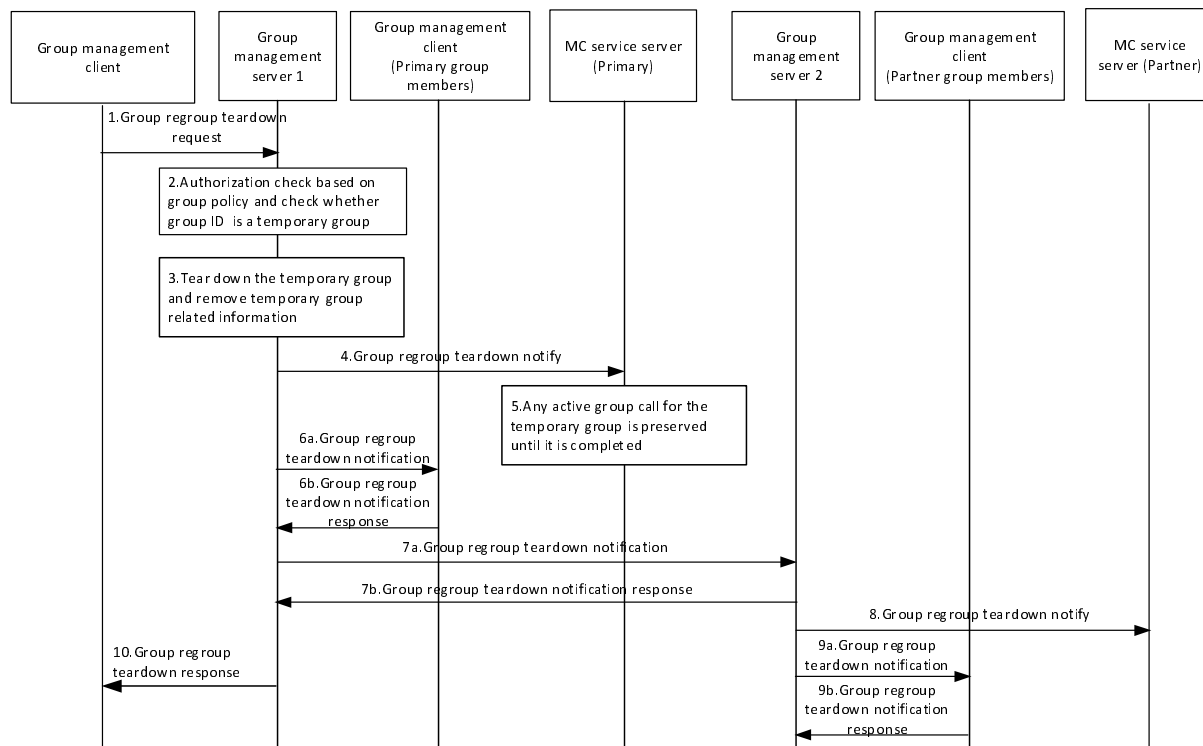 Group management
client
Group
management
server 1
Group management
client
(Primary group
members)
MC service server
(Primary)
Group
management
server 2
Group management
client
(Partner group members)
MC service
server (Partner)
1.Group regroup teardown
request
2.Authorization check based on
group policy and check whether
group ID is a temporary group
3.Tear down the temporary group
and remove temporary group
related information
4.Group regroup teardown notify
5.Any active group call for the
temporary group is preserved
until it is completed
6a.Group regroup
teardown notification
6b.Group regroup
teardown notification
response
7a.Group regroup teardown notification
7b.Group regroup teardown notification response
8.Group regroup teardown notify
9a.Group regroup
teardown notification
10.Group regroup
teardown response
9b.Group regroup
teardown notification
response